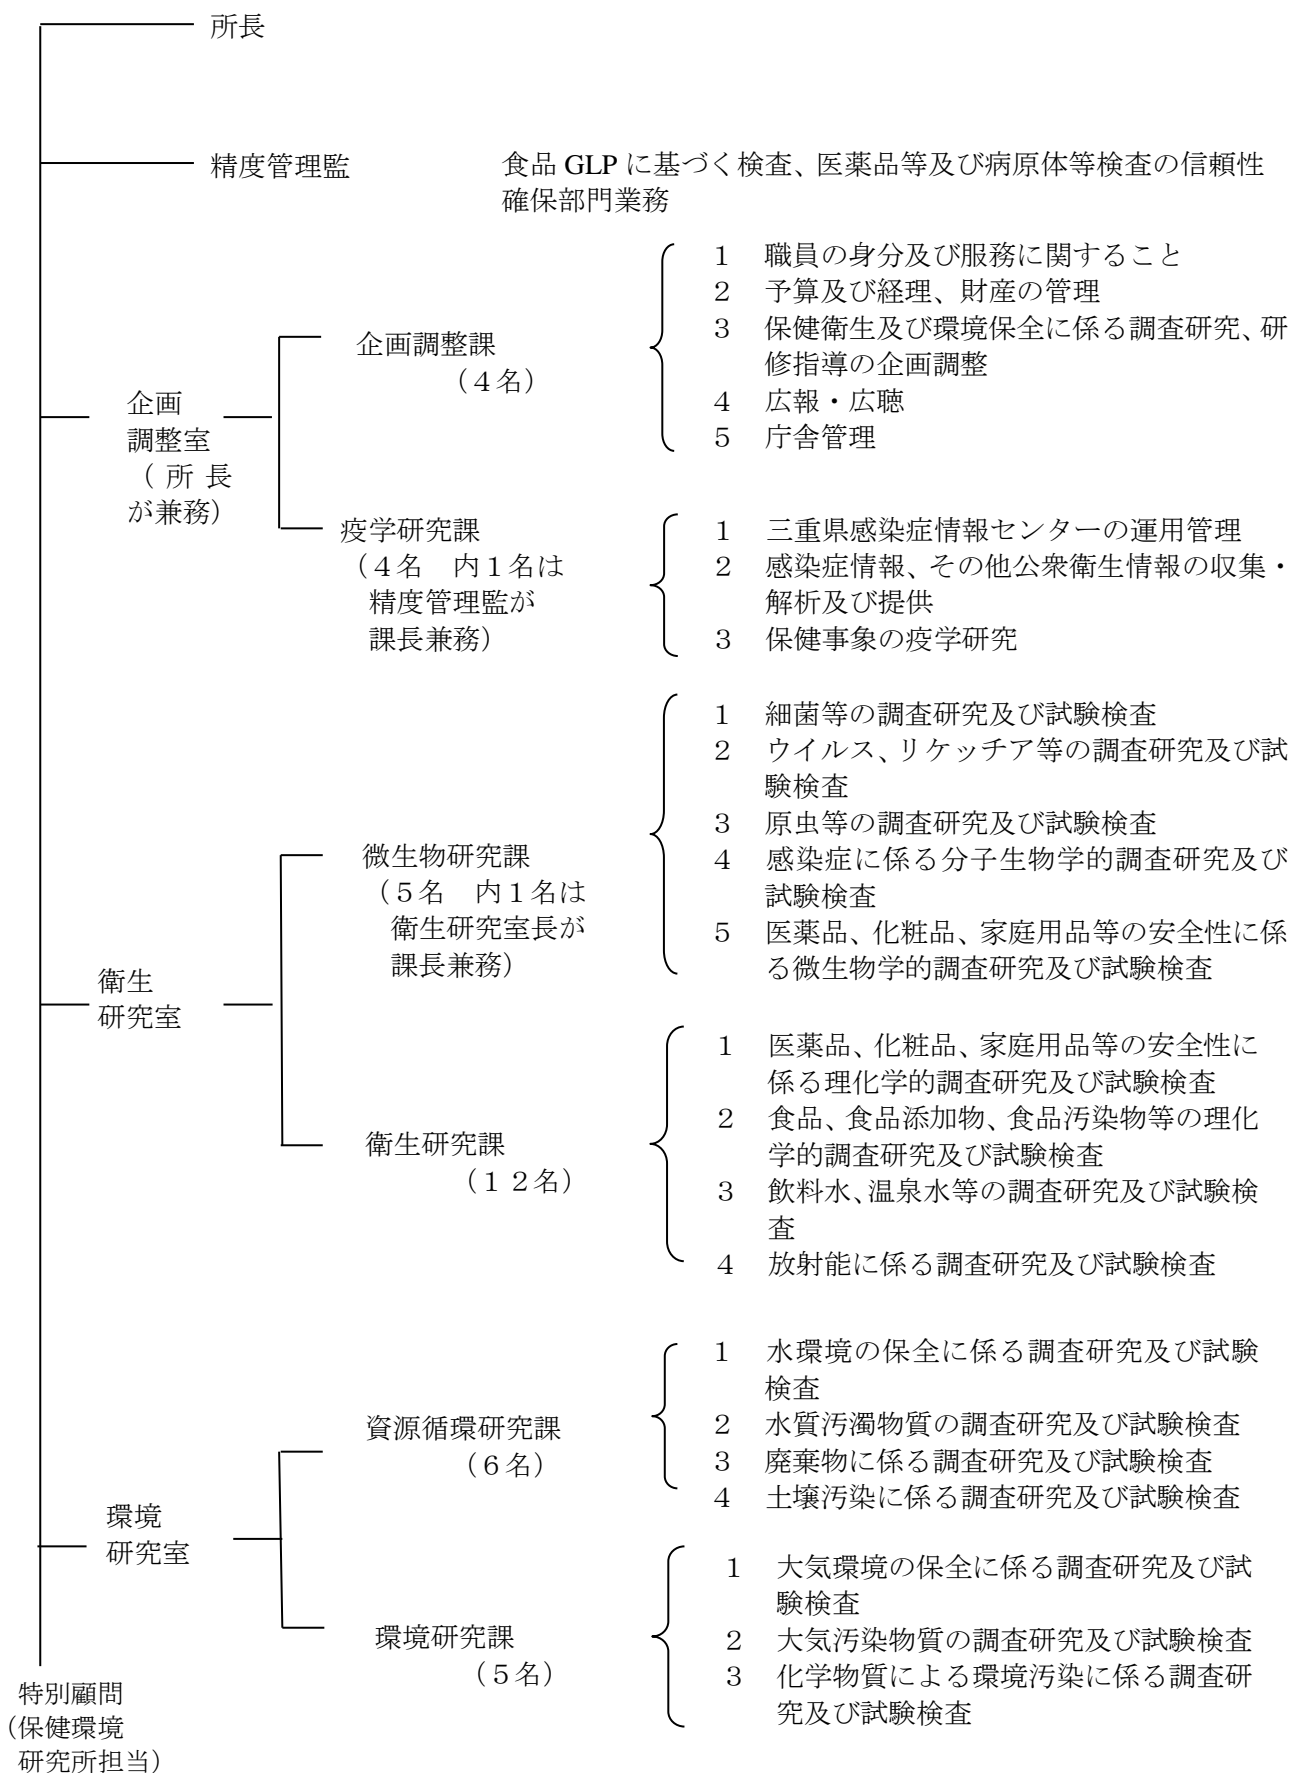 所長
精度管理監
食品 GLP に基づく検査、医薬品等及び病原体等検査の信頼性
確保部門業務
企画
調整室
（ 所 長
が兼務）
企画調整課
（４名）
１　職員の身分及び服務に関すること
２　予算及び経理、財産の管理
３　保健衛生及び環境保全に係る調査研究、研
修指導の企画調整
４　広報・広聴
５　庁舎管理
疫学研究課
（４名　内１名は
精度管理監が
課長兼務）
１　三重県感染症情報センターの運用管理
２　感染症情報、その他公衆衛生情報の収集・
解析及び提供
３　保健事象の疫学研究
衛生
研究室
微生物研究課
（５名　内１名は
衛生研究室長が
課長兼務）
１　細菌等の調査研究及び試験検査
２　ウイルス、リケッチア等の調査研究及び試
験検査
３　原虫等の調査研究及び試験検査
４　感染症に係る分子生物学的調査研究及び
試験検査
５　医薬品、化粧品、家庭用品等の安全性に係
る微生物学的調査研究及び試験検査
衛生研究課
（１２名）
１　医薬品、化粧品、家庭用品等の安全性に
係る理化学的調査研究及び試験検査
２　食品、食品添加物、食品汚染物等の理化
学的調査研究及び試験検査
３　飲料水、温泉水等の調査研究及び試験検
査
４　放射能に係る調査研究及び試験検査
環境
研究室
資源循環研究課
（６名）
１　水環境の保全に係る調査研究及び試験
検査
２　水質汚濁物質の調査研究及び試験検査
３　廃棄物に係る調査研究及び試験検査
４　土壌汚染に係る調査研究及び試験検査
環境研究課
（５名）
１　大気環境の保全に係る調査研究及び試
験検査
２　大気汚染物質の調査研究及び試験検査
３　化学物質による環境汚染に係る調査研
究及び試験検査
特別顧問
（保健環境
研究所担当）